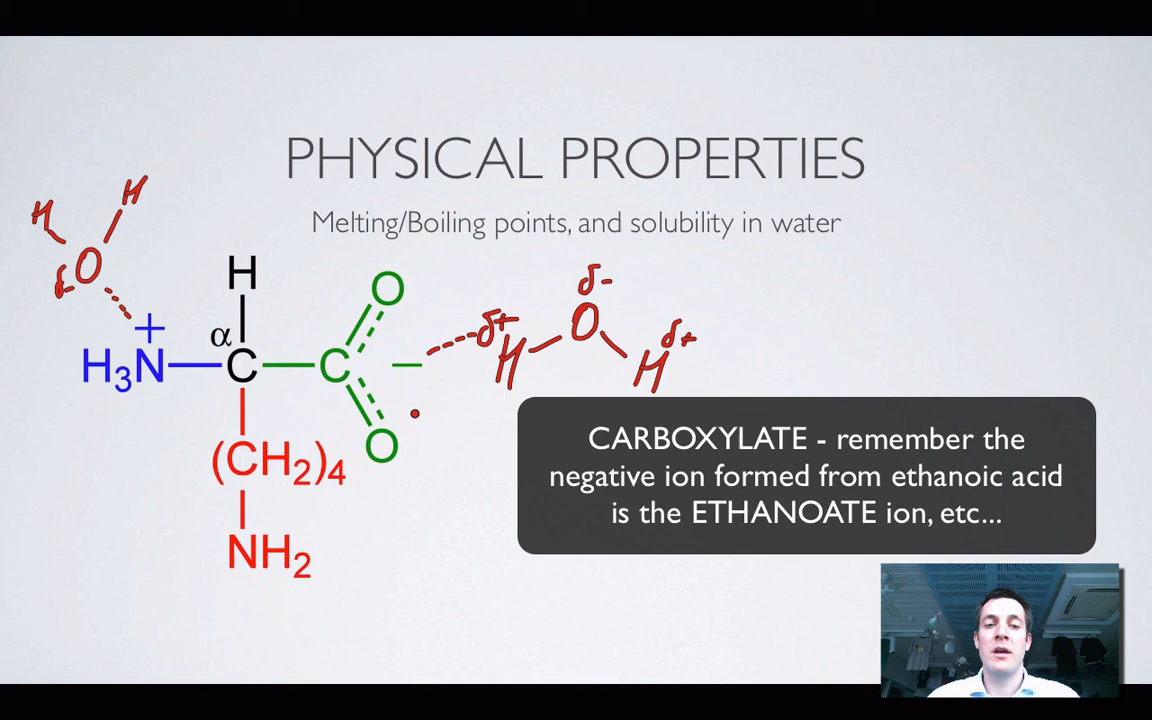 PHYSICAL PROPERTIES
Melting/Boiling points, and solubility in water
H H
δ- O
H
α
+
H3N C C O O −
(CH2)4
NH2
δ-
O
δ+ H
H δ+
CARBOXYLATE - remember the
negative ion formed from ethanoic acid
is the ETHANOATE ion, etc...